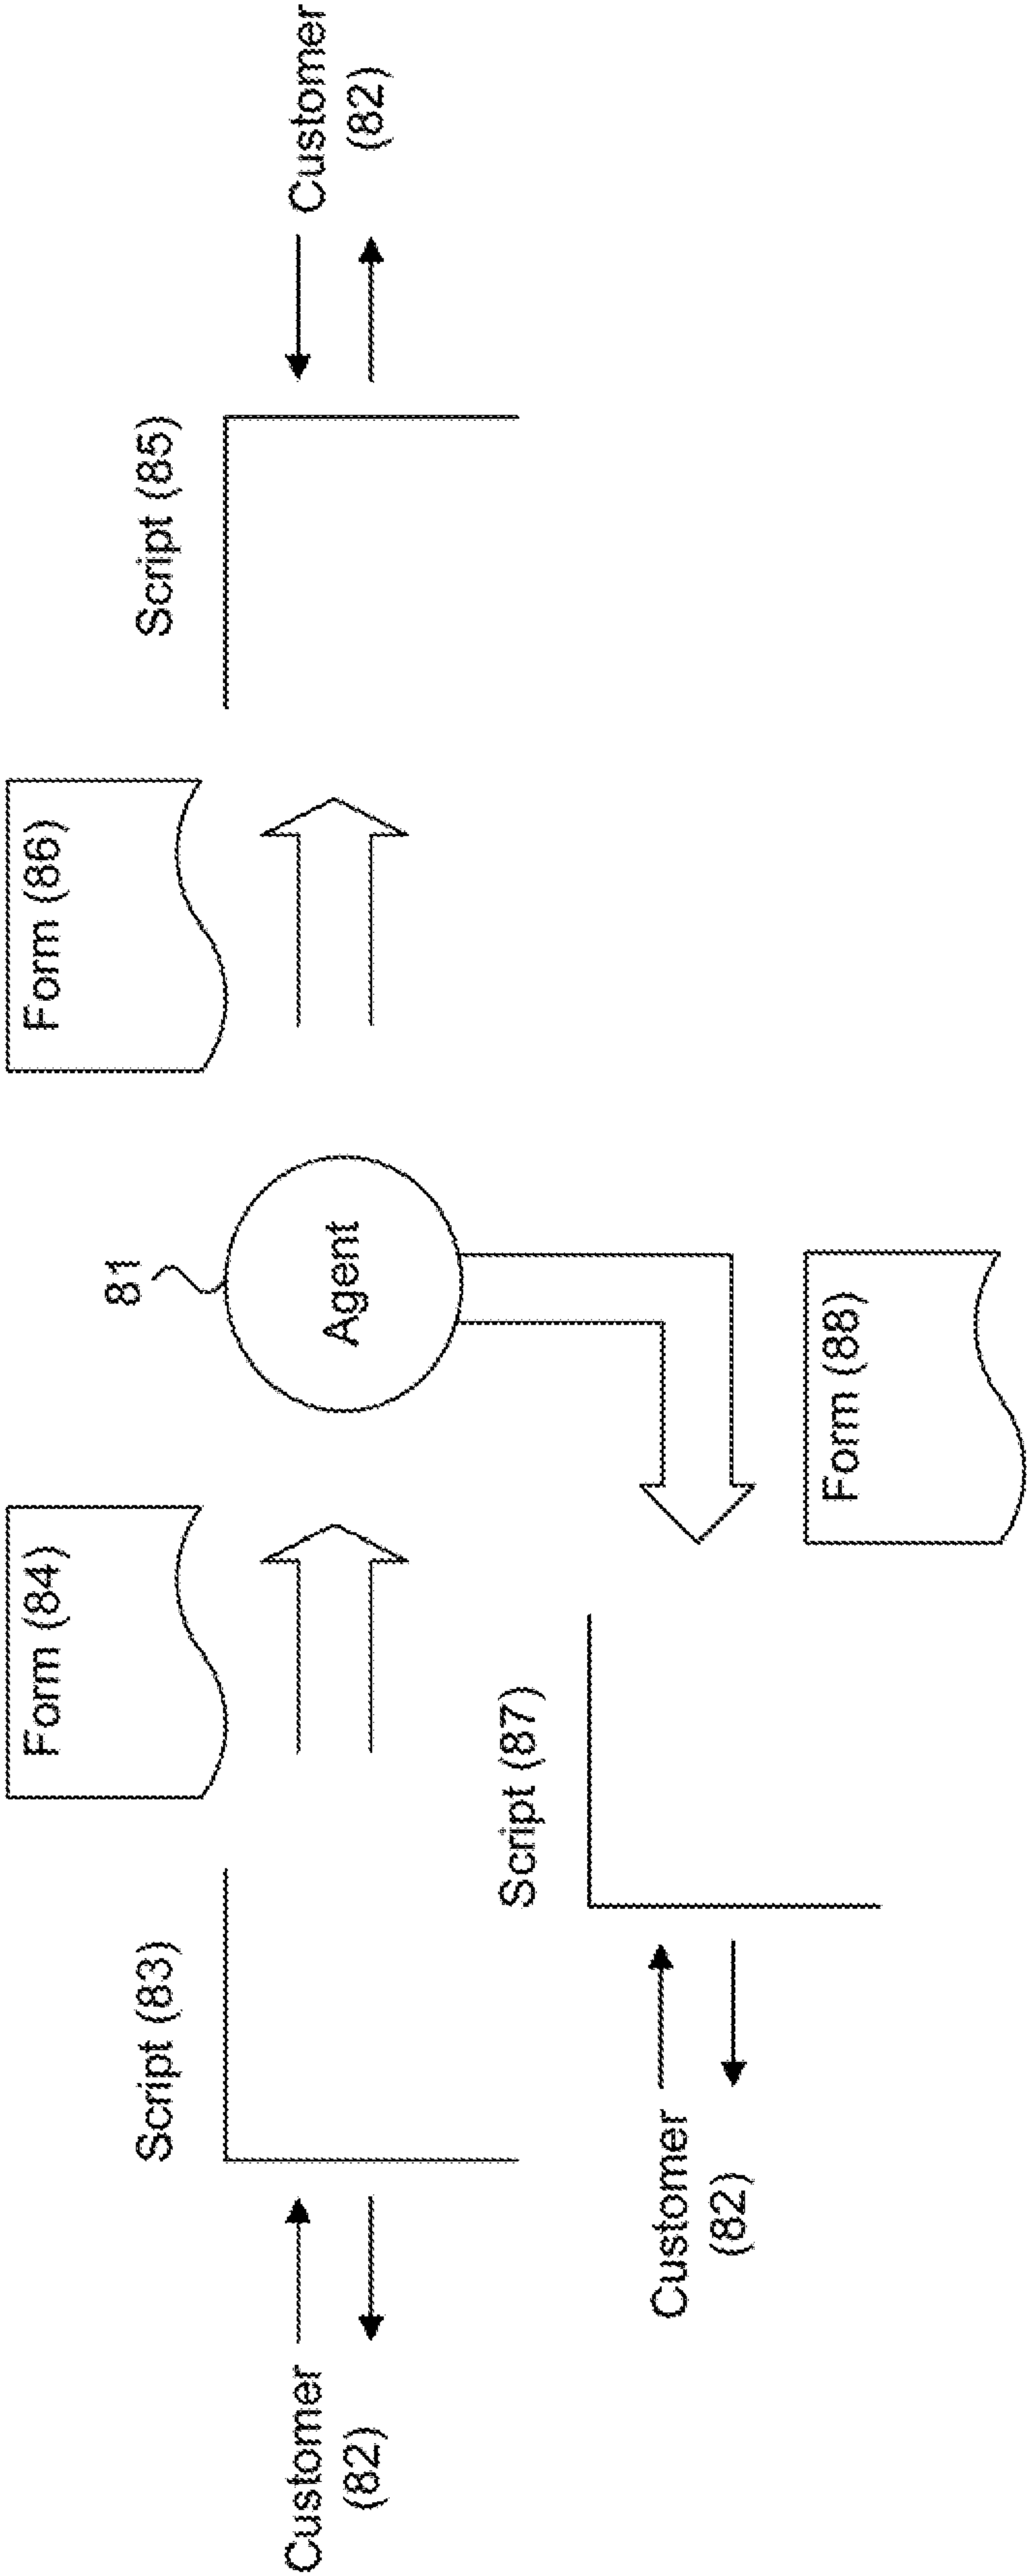 Form (84)
Form (86)
Script (83)
81
Script (85)
Customer
(82)
Agent
Customer
(82)
Script (87)
Customer
(82)
Form (88)